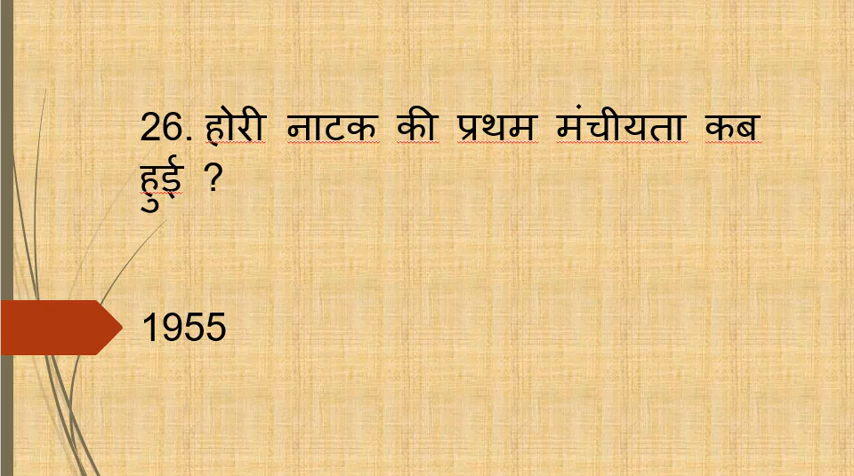 26. होरी नाटक की प्रथम मंचीयता कब
हुई ?
1955